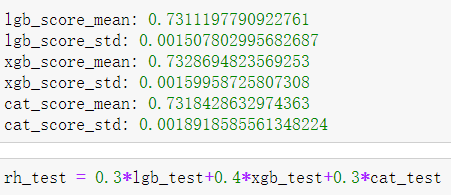 lgb_score_mean: 0.7311197790922761
lgb_score_std: 0.001507802995682687
xgb_score_mean: 0.7328694823569253
xgb_score_std: 0.00159958725807308
cat_score_mean: 0.7318428632974363
cat_score_std: 0.0018918585561348224
rh_test = 0.3*lgb_test+0.4*xgb_test+0.3*cat_test